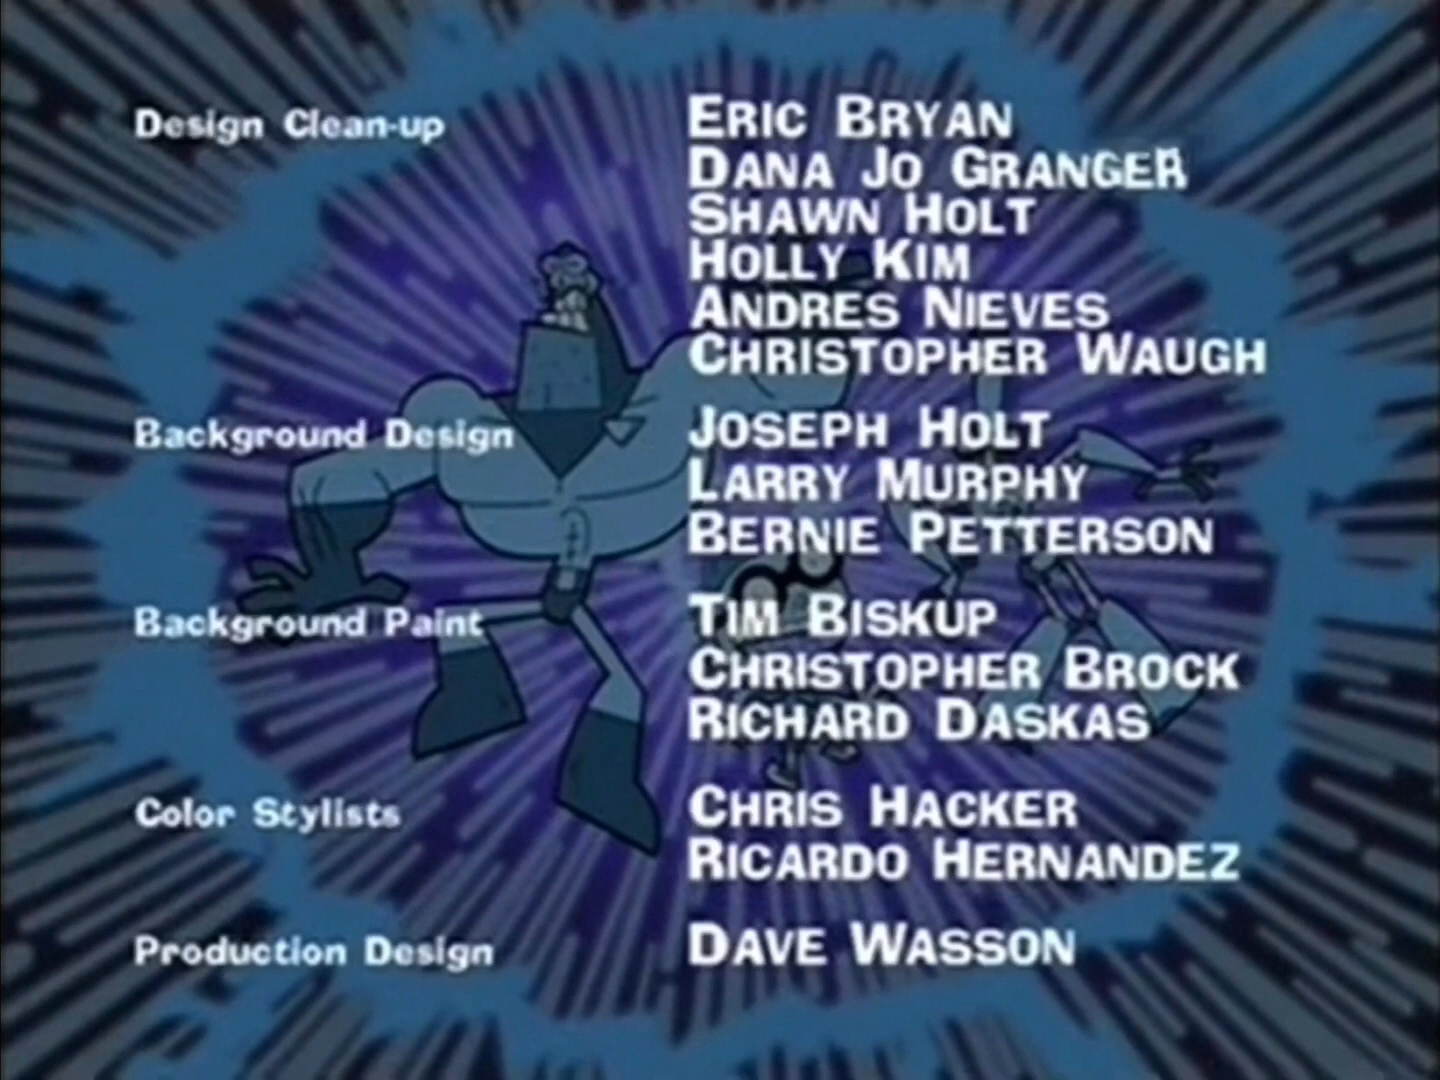 Design Clean-up ERIC BRYAN
DANA JO GRANGER
SHAWN HOLT
HOLLY KIM
ANDRES NIEVES
CHRISTOPHER WAUGH
Background Design JOSEPH HOLT
LARRY MURPHY
BERNIE PETTERSON
Background Paint TIM BISKUP
CHRISTOPHER BROCK
RICHARD DASKAS
Color Stylists CHRIS HACKER
RICARDO HERNANDEZ
Production Design DAVE WASSON